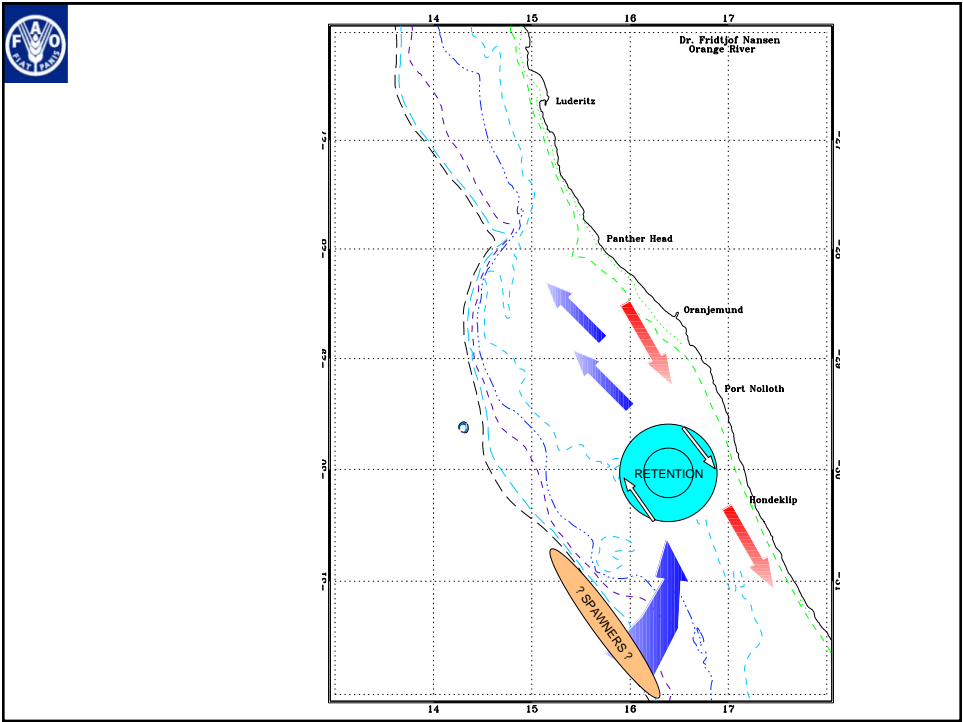 14 15 16 17
FAO
FIAT PANIS
Dr. Fridtjof Nansen
Orange River
Luderitz
Panther Head
Oranjemund
Port Nolloth
RETENTION
Hondeklip
? SPAWNERS ?
14 15 16 17